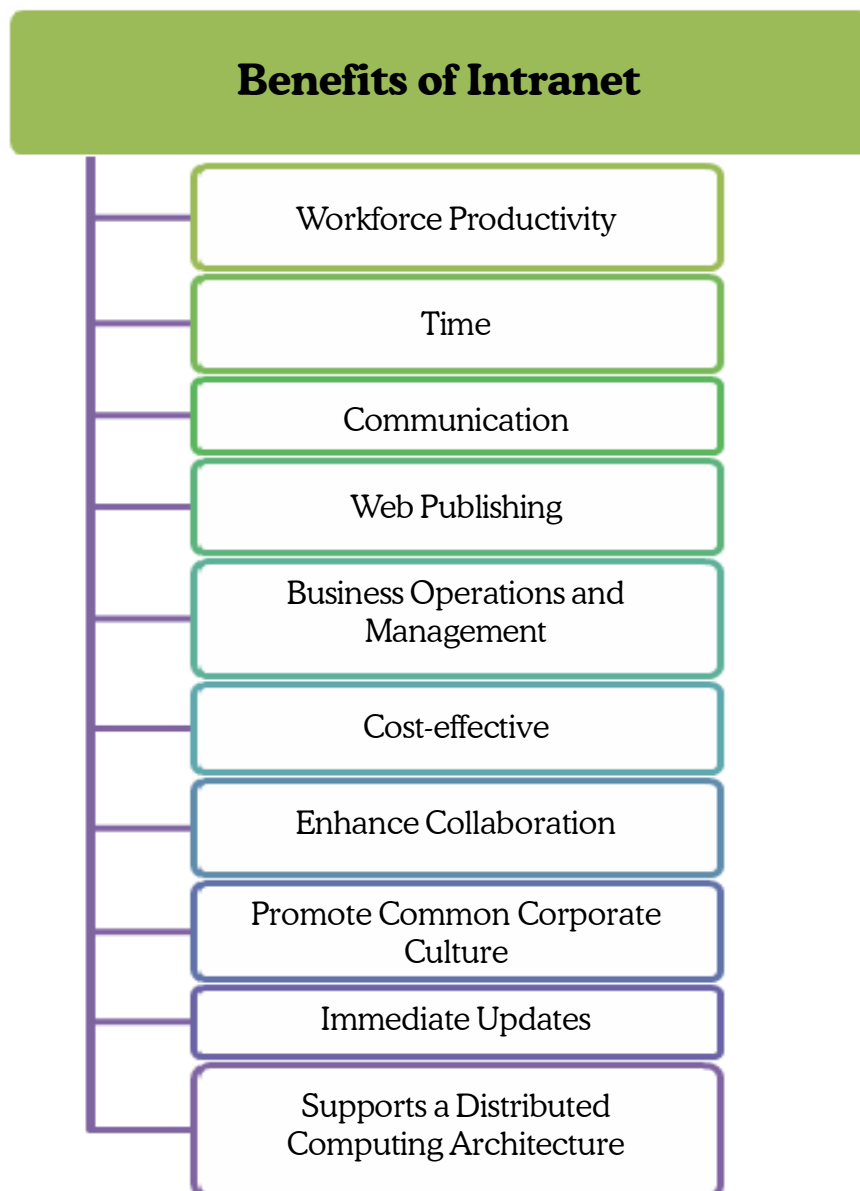 Benefits of Intranet
Workforce Productivity
Time
Communication
Web Publishing
Business Operations and
Management
Cost-effective
Enhance Collaboration
Promote Common Corporate
Culture
Immediate Updates
Supports a Distributed
Computing Architecture